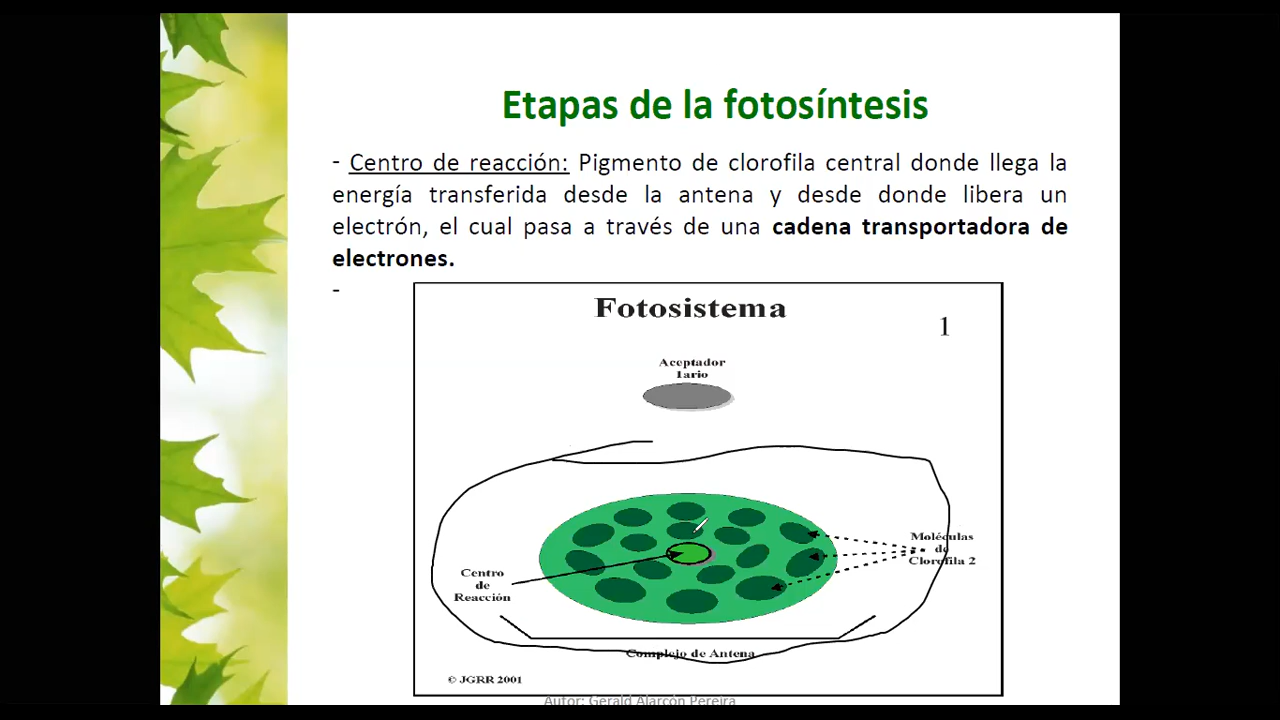 Etapas de la fotosíntesis
- Centro de reacción: Pigmento de clorofila central donde llega la
energía transferida desde la antena y desde donde libera un
electrón, el cual pasa a través de una cadena transportadora de
electrones.
-
Fotosistema
1
Aceptador
1ario
Moléculas
de
Clorofila 2
Centro
de
Reacción
Complejo de Antena
© JGRR 2001
Autor: Gerald Alarcón Pereira